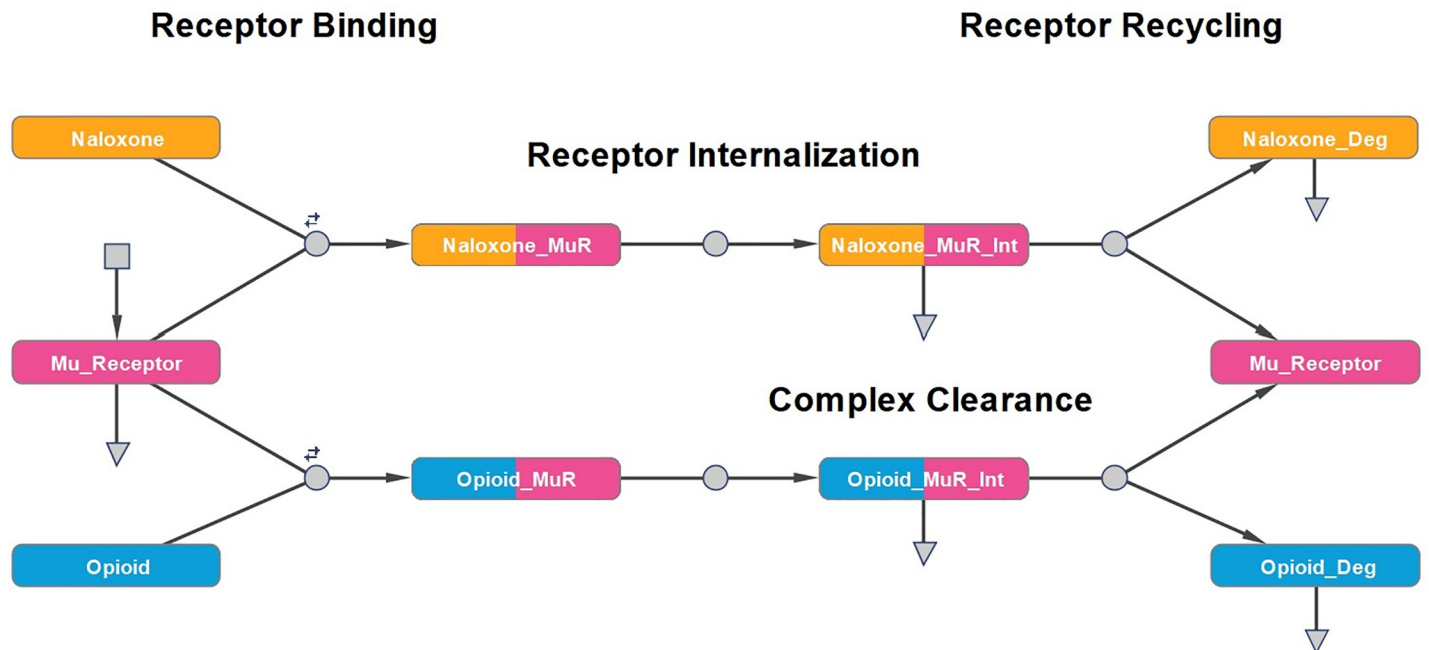 Receptor Binding
Receptor Recycling
Naloxone
Naloxone_Deg
Receptor Internalization
Naloxone_MuR
Naloxone_MuR_Int
Mu_Receptor
Mu_Receptor
Complex Clearance
Opioid_MuR
Opioid_MuR_Int
Opioid
Opioid_Deg